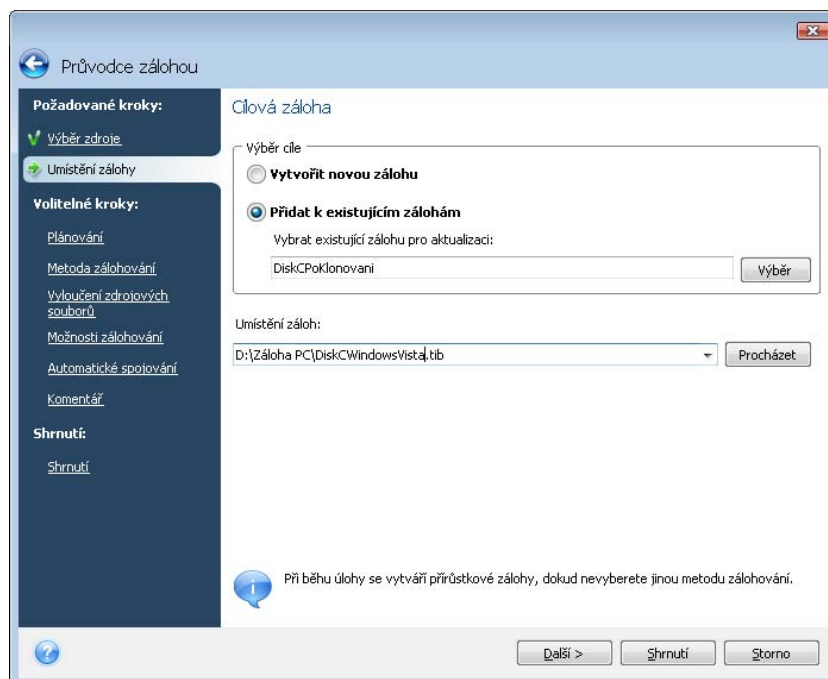 Průvodce zálohou
Požadované kroky:
Výběr zdroje
Umístění zálohy
Volitelné kroky:
Plánování
Metoda zálohování
Vyloučení zdrojových
souborů
Možnosti zálohování
Automatické spojování
Komentář
Shrnutí:
Shrnutí
Cílová záloha
Výběr cíle
Vytvořit novou zálohu
Přidat k existujícím zálohám
Vybrat existující zálohu pro aktualizaci:
DiskCPoKlonovani
Výběr
Umístění záloh:
D:\Záloha PC\DiskCWindowsVista.tib
Procházet
Při běhu úlohy se vytváří přírůstkové zálohy, dokud nevyberete jinou metodu zálohování.
Další >
Shrnutí
Storno